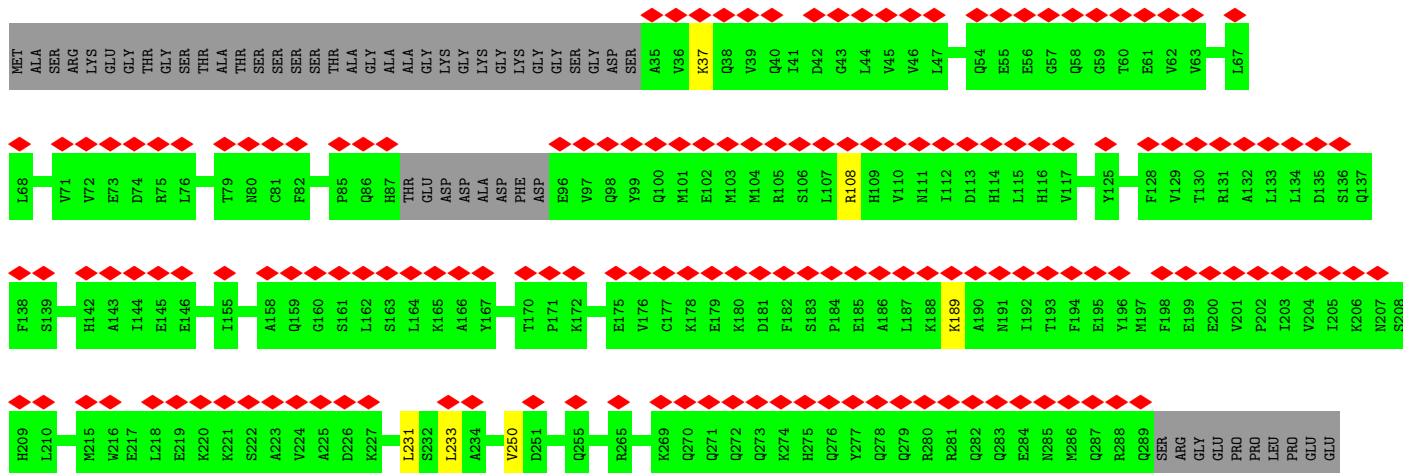 MET ALA SER ARG LYS GLU GLY THR GLY SER THR ALA THR SER SER SER SER THR ALA GLY ALA ALA GLY LYS GLY LYS GLY LYS GLY GLY SER GLY ASP SER A35 V36 K37 Q38 V39 Q40 I41 D42 G43 L44 V45 V46 L47 Q54 E55 E56 G57 Q58 G59 T60 E61 V62 V63 L67
L68 V71 V72 E73 D74 R75 L76 T79 N80 C81 F82 P85 Q86 H87 THR GLU ASP ASP ALA ASP PHE ASP E96 V97 Q98 Y99 Q100 M101 E102 M103 M104 R105 S106 L107 R108 H109 V110 N111 I112 D113 H114 L115 H116 V117 Y125 F128 V129 T130 R131 A132 L133 L134 D135 S136 Q137
F138 S139 H142 A143 I144 E145 E146 I155 A158 Q159 G160 S161 L162 S163 L164 K165 A166 Y167 T170 P171 K172 E175 V176 C177 K178 E179 K180 D181 F182 S183 P184 E185 A186 L187 K188 K189 A190 N191 I192 T193 F194 E195 Y196 M197 F198 E199 E200 V201 P202 I203 V204 I205 K206 N207 S208
H209 L210 M215 W216 E217 L218 E219 K220 K221 S222 A223 V224 A225 D226 K227 L231 S232 L233 A234 V250 D251 Q255 R265 K269 Q270 Q271 Q272 Q273 K274 H275 Q276 Y277 Q278 Q279 R280 R281 Q282 Q283 E284 N285 M286 Q287 R288 Q289 SER ARG GLY GLU PRO PRO LEU PRO GLU GLU